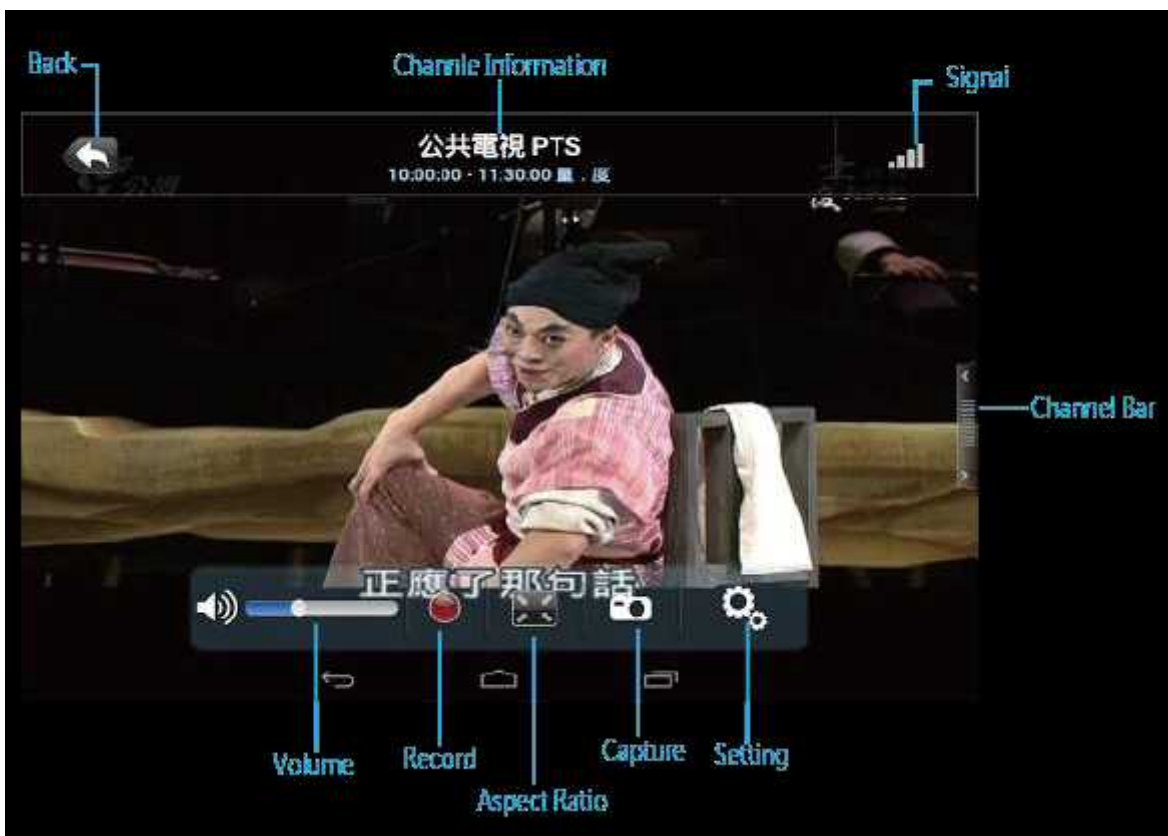 Back
Channle Information
Signal
公共電視 PTS
10:00:00 - 11:30:00
Channel Bar
正應了那句話
Volume
Record
Aspect Ratio
Capture
Setting